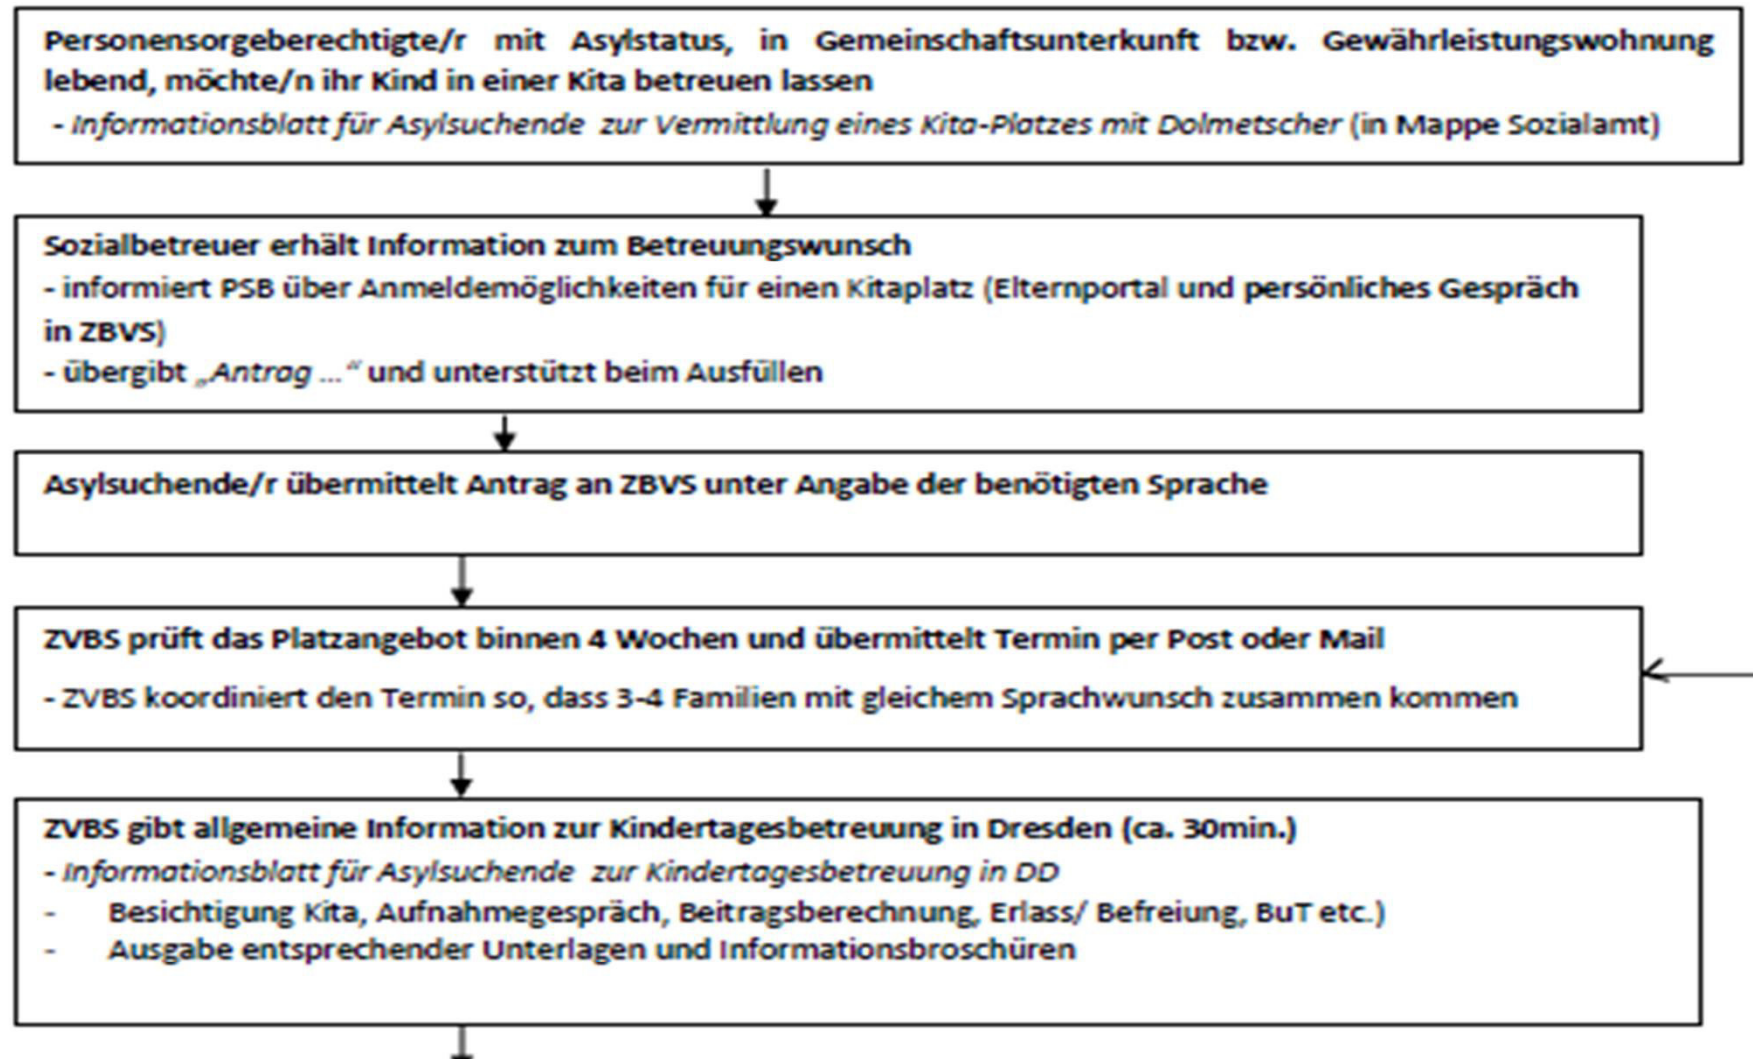 Personensorgeberechtigte/r mit Asylstatus, in Gemeinschaftsunterkunft bzw. Gewährleistungswohnung
lebend, möchte/n ihr Kind in einer Kita betreuen lassen
- Informationsblatt für Asylsuchende zur Vermittlung eines Kita-Platzes mit Dolmetscher (in Mappe Sozialamt)
Sozialbetreuer erhält Information zum Betreuungswunsch
- informiert PSB über Anmeldemöglichkeiten für einen Kitaplatz (Elternportal und persönliches Gespräch
in ZBVS)
- übergibt „Antrag ...“ und unterstützt beim Ausfüllen
Asylsuchende/r übermittelt Antrag an ZBVS unter Angabe der benötigten Sprache
ZVBS prüft das Platzangebot binnen 4 Wochen und übermittelt Termin per Post oder Mail
- ZVBS koordiniert den Termin so, dass 3-4 Familien mit gleichem Sprachwunsch zusammen kommen
ZVBS gibt allgemeine Information zur Kindertagesbetreuung in Dresden (ca. 30min.)
- Informationsblatt für Asylsuchende zur Kindertagesbetreuung in DD
- Besichtigung Kita, Aufnahmegespräch, Beitragsberechnung, Erlass/ Befreiung, BuT etc.)
- Ausgabe entsprechender Unterlagen und Informationsbroschüren